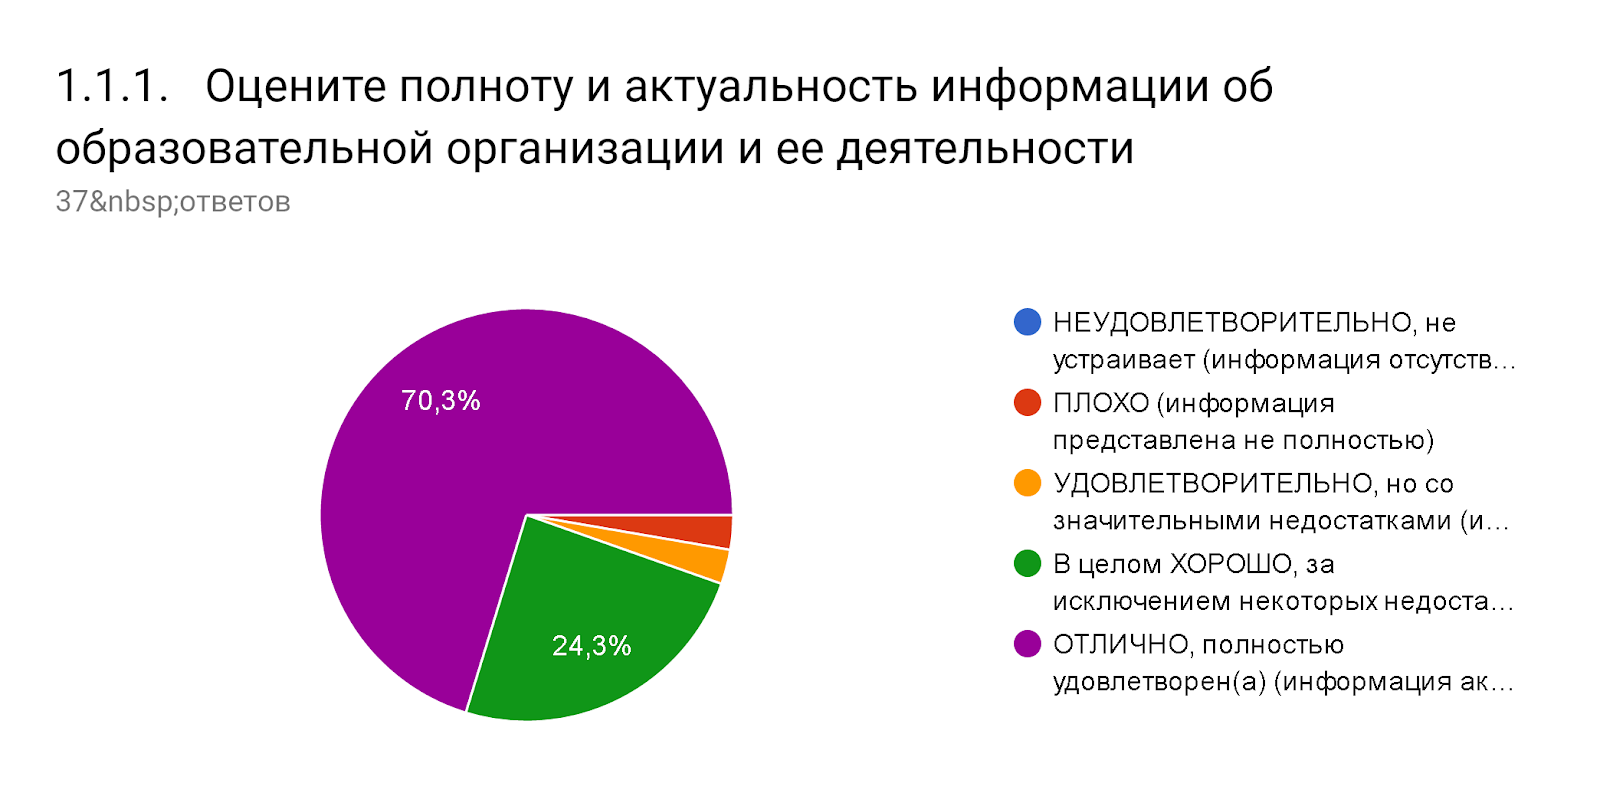 1.1.1. Оцените полноту и актуальность информации об
образовательной организации и ее деятельности
37&nbsp;ответов
70,3%
24,3%
НЕУДОВЛЕТВОРИТЕЛЬНО, не
устраивает (информация отсутств...
ПЛОХО (информация
представлена не полностью)
УДОВЛЕТВОРИТЕЛЬНО, но со
значительными недостатками (и...
В целом ХОРОШО, за
исключением некоторых недоста...
ОТЛИЧНО, полностью
удовлетворен(а) (информация ак...